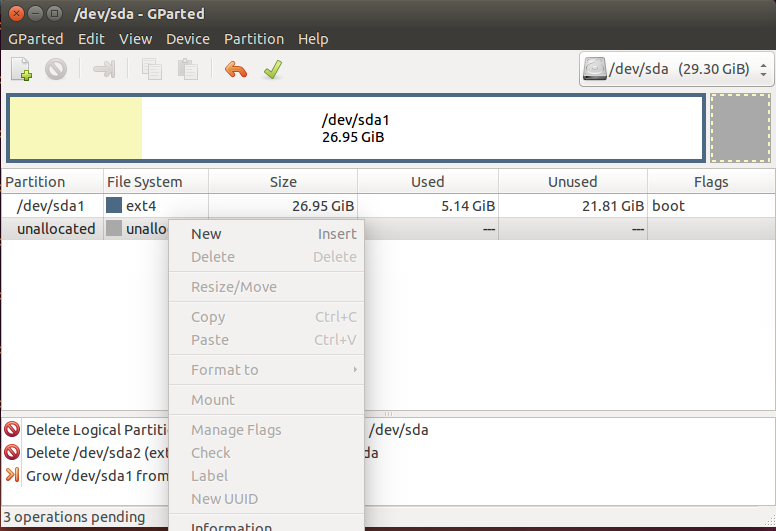 /dev/sda - GParted
GParted Edit View Device Partition Help
/dev/sda (29.30 GiB)
/dev/sda1
26.95 GiB
Partition File System Size Used Unused Flags
/dev/sda1 ext4 26.95 GiB 5.14 GiB 21.81 GiB boot
unallocated unallo --- ---
New Insert
Delete Delete
Resize/Move
Copy Ctrl+C
Paste Ctrl+V
Format to
Mount
Manage Flags
Check
Label
New UUID
Information
Delete Logical Partiti /dev/sda
Delete /dev/sda2 (ext da
Grow /dev/sda1 from
3 operations pending